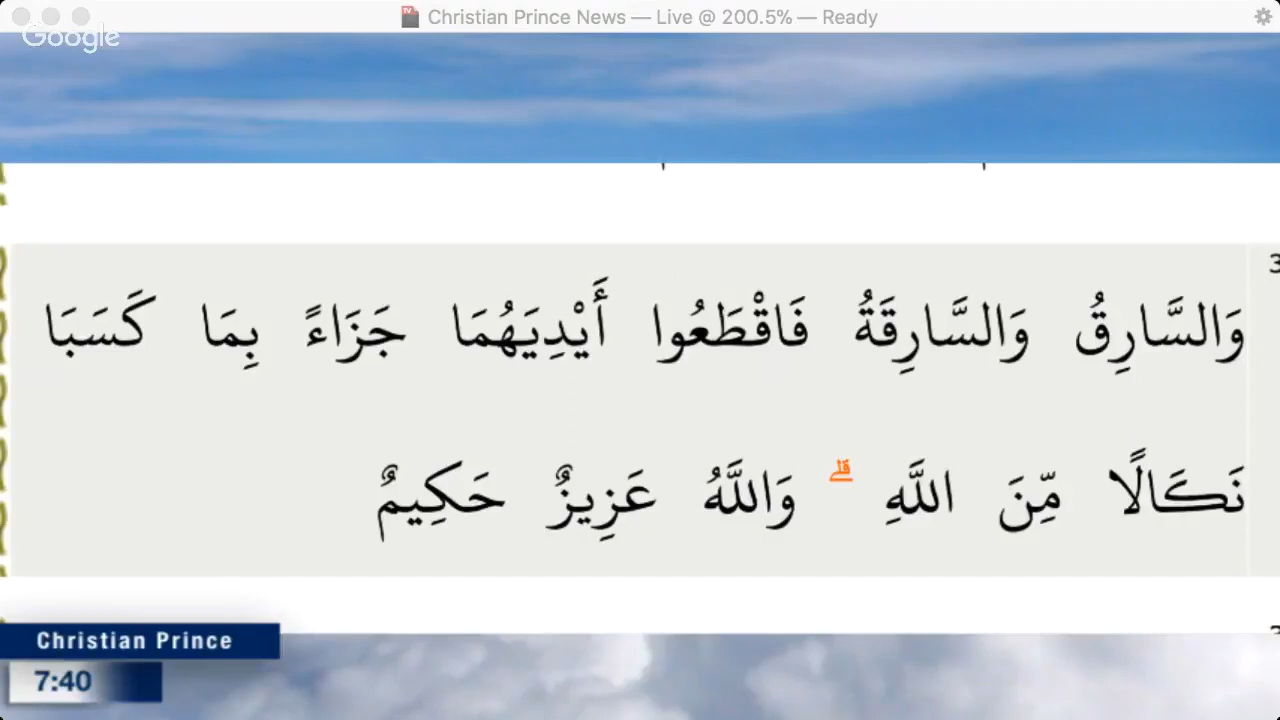 Christian Prince News — Live @ 200.5% — Ready
Google
3
وَالسَّارِقُ وَالسَّارِقَةُ فَاقْطَعُوا أَيْدِيَهُمَا جَزَاءً بِمَا كَسَبَا
نَكَالًا مِّنَ اللَّهِ ۗ وَاللَّهُ عَزِيزٌ حَكِيمٌ
Christian Prince
7:40